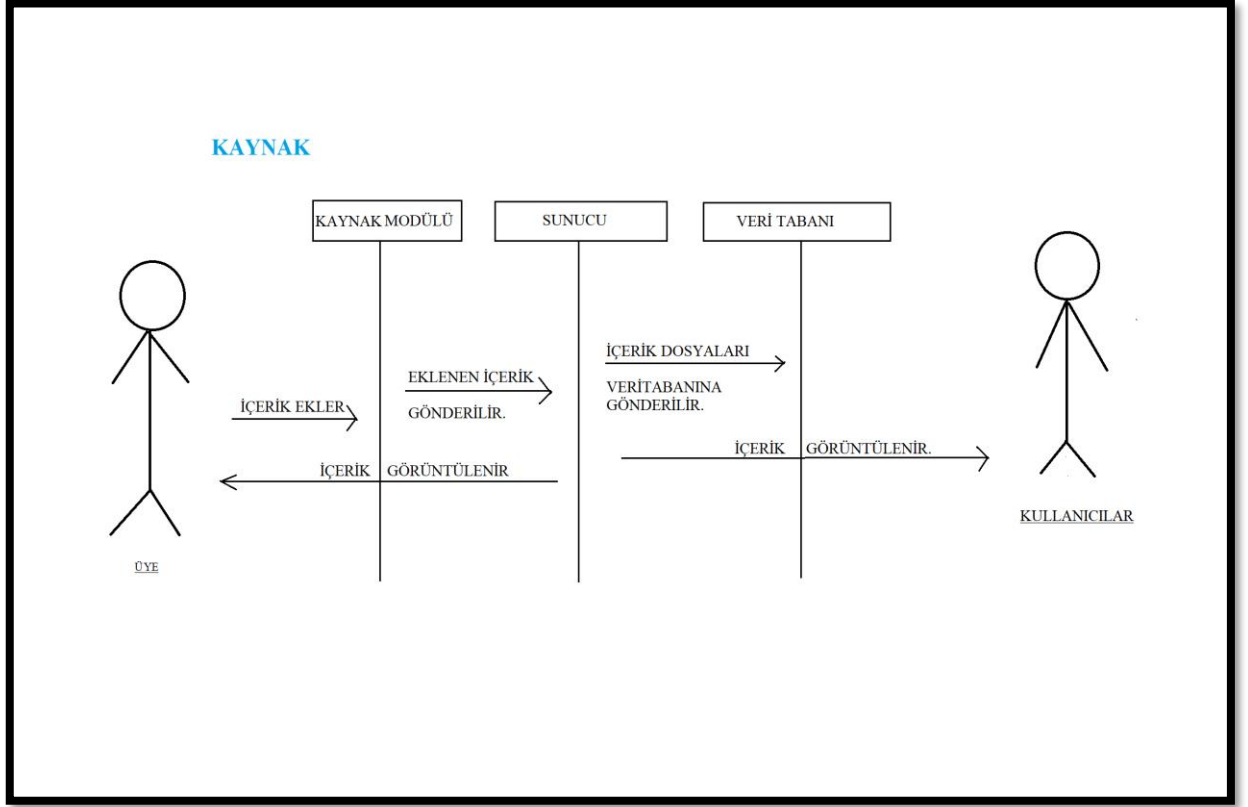 KAYNAK
KAYNAK MODÜLÜ
SUNUCU
VERİ TABANI
İÇERİK DOSYALARI
VERİTABANINA
GÖNDERİLİR.
EKLENEN İÇERİK
GÖNDERİLİR.
İÇERİK EKLER
İÇERİK GÖRÜNTÜLENİR.
İÇERİK GÖRÜNTÜLENİR
KULLANICILAR
ÜYE